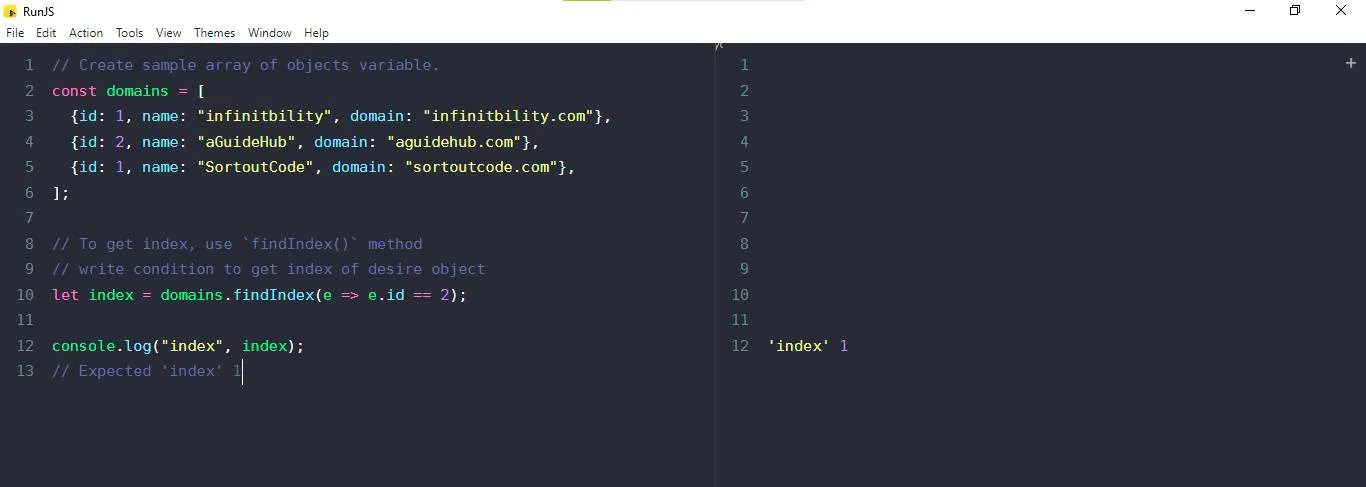 RunJS
File Edit Action Tools View Themes Window Help
1 // Create sample array of objects variable.
2 const domains = [
3 {id: 1, name: "infinitbility", domain: "infinitbility.com"},
4 {id: 2, name: "aGuideHub", domain: "aguidehub.com"},
5 {id: 1, name: "SortoutCode", domain: "sortoutcode.com"},
6 ];
7
8 // To get index, use `findIndex()` method
9 // write condition to get index of desire object
10 let index = domains.findIndex(e => e.id == 2);
11
12 console.log("index", index);
13 // Expected 'index' 1
1
2
3
4
5
6
7
8
9
10
11
12 'index' 1